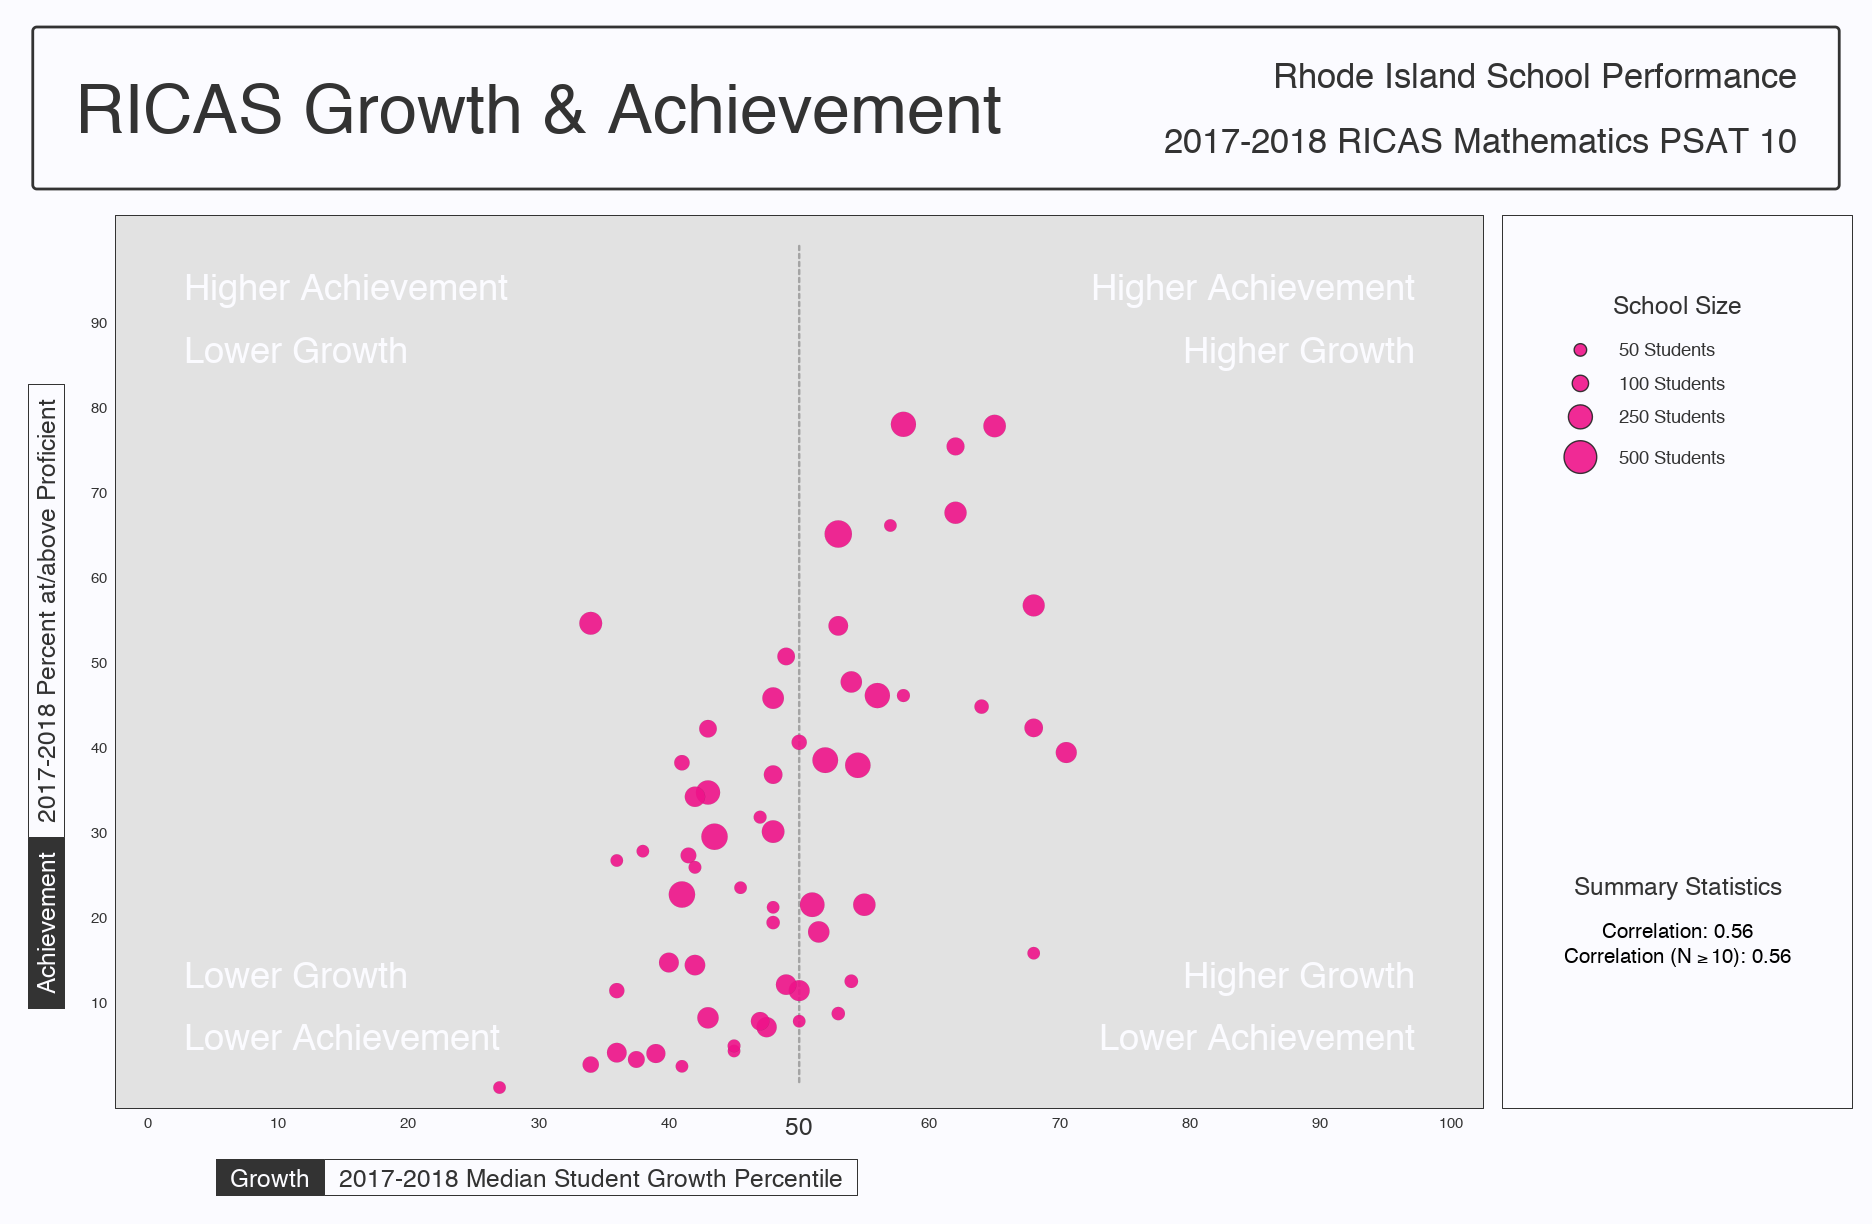 RICAS Growth & Achievement
Rhode Island School Performance
2017-2018 RICAS Mathematics PSAT 10
Higher Achievement
Lower Growth
Higher Achievement
Higher Growth
Lower Growth
Lower Achievement
Higher Growth
Lower Achievement
90
80
70
60
50
40
30
20
10
Achievement 2017-2018 Percent at/above Proficient
0 10 20 30 40 50 60 70 80 90 100
Growth 2017-2018 Median Student Growth Percentile
School Size
50 Students
100 Students
250 Students
500 Students
Summary Statistics
Correlation: 0.56
Correlation (N ≥ 10): 0.56